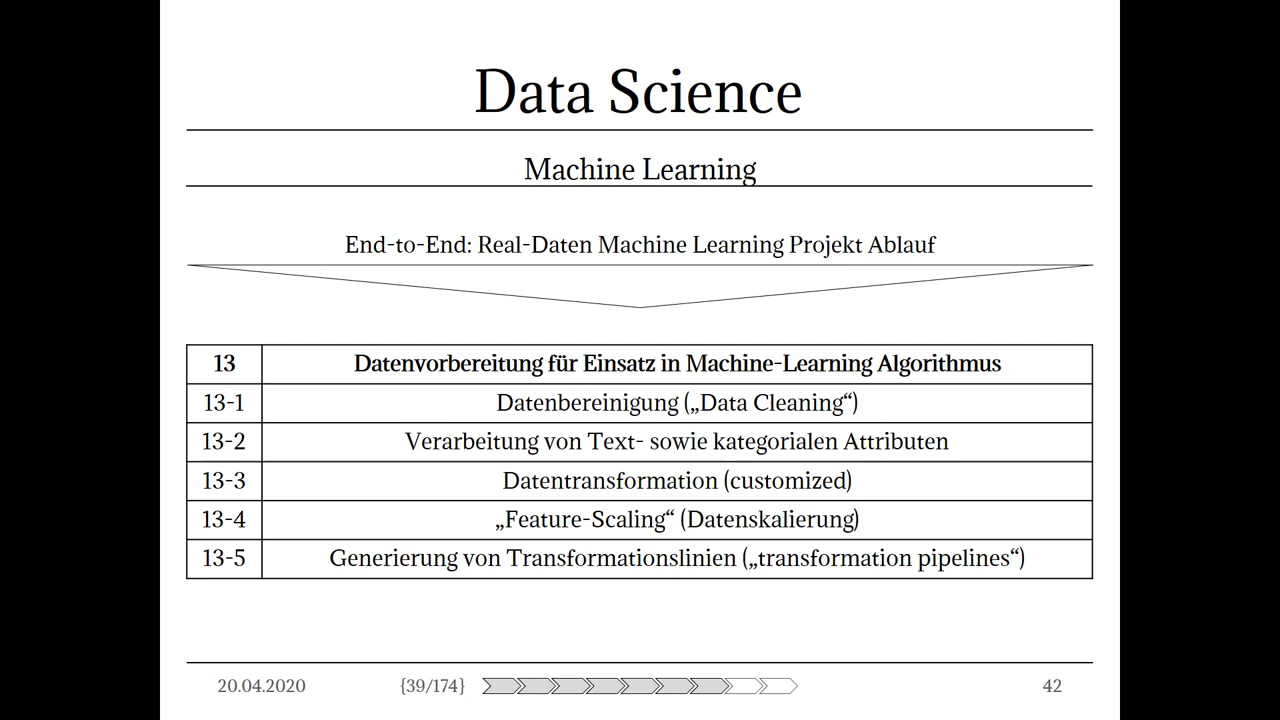 Data Science
Machine Learning
End-to-End: Real-Daten Machine Learning Projekt Ablauf
13 Datenvorbereitung für Einsatz in Machine-Learning Algorithmus
13-1 Datenbereinigung („Data Cleaning“)
13-2 Verarbeitung von Text- sowie kategorialen Attributen
13-3 Datentransformation (customized)
13-4 „Feature-Scaling“ (Datenskalierung)
13-5 Generierung von Transformationslinien („transformation pipelines“)
20.04.2020 {39/174} 42